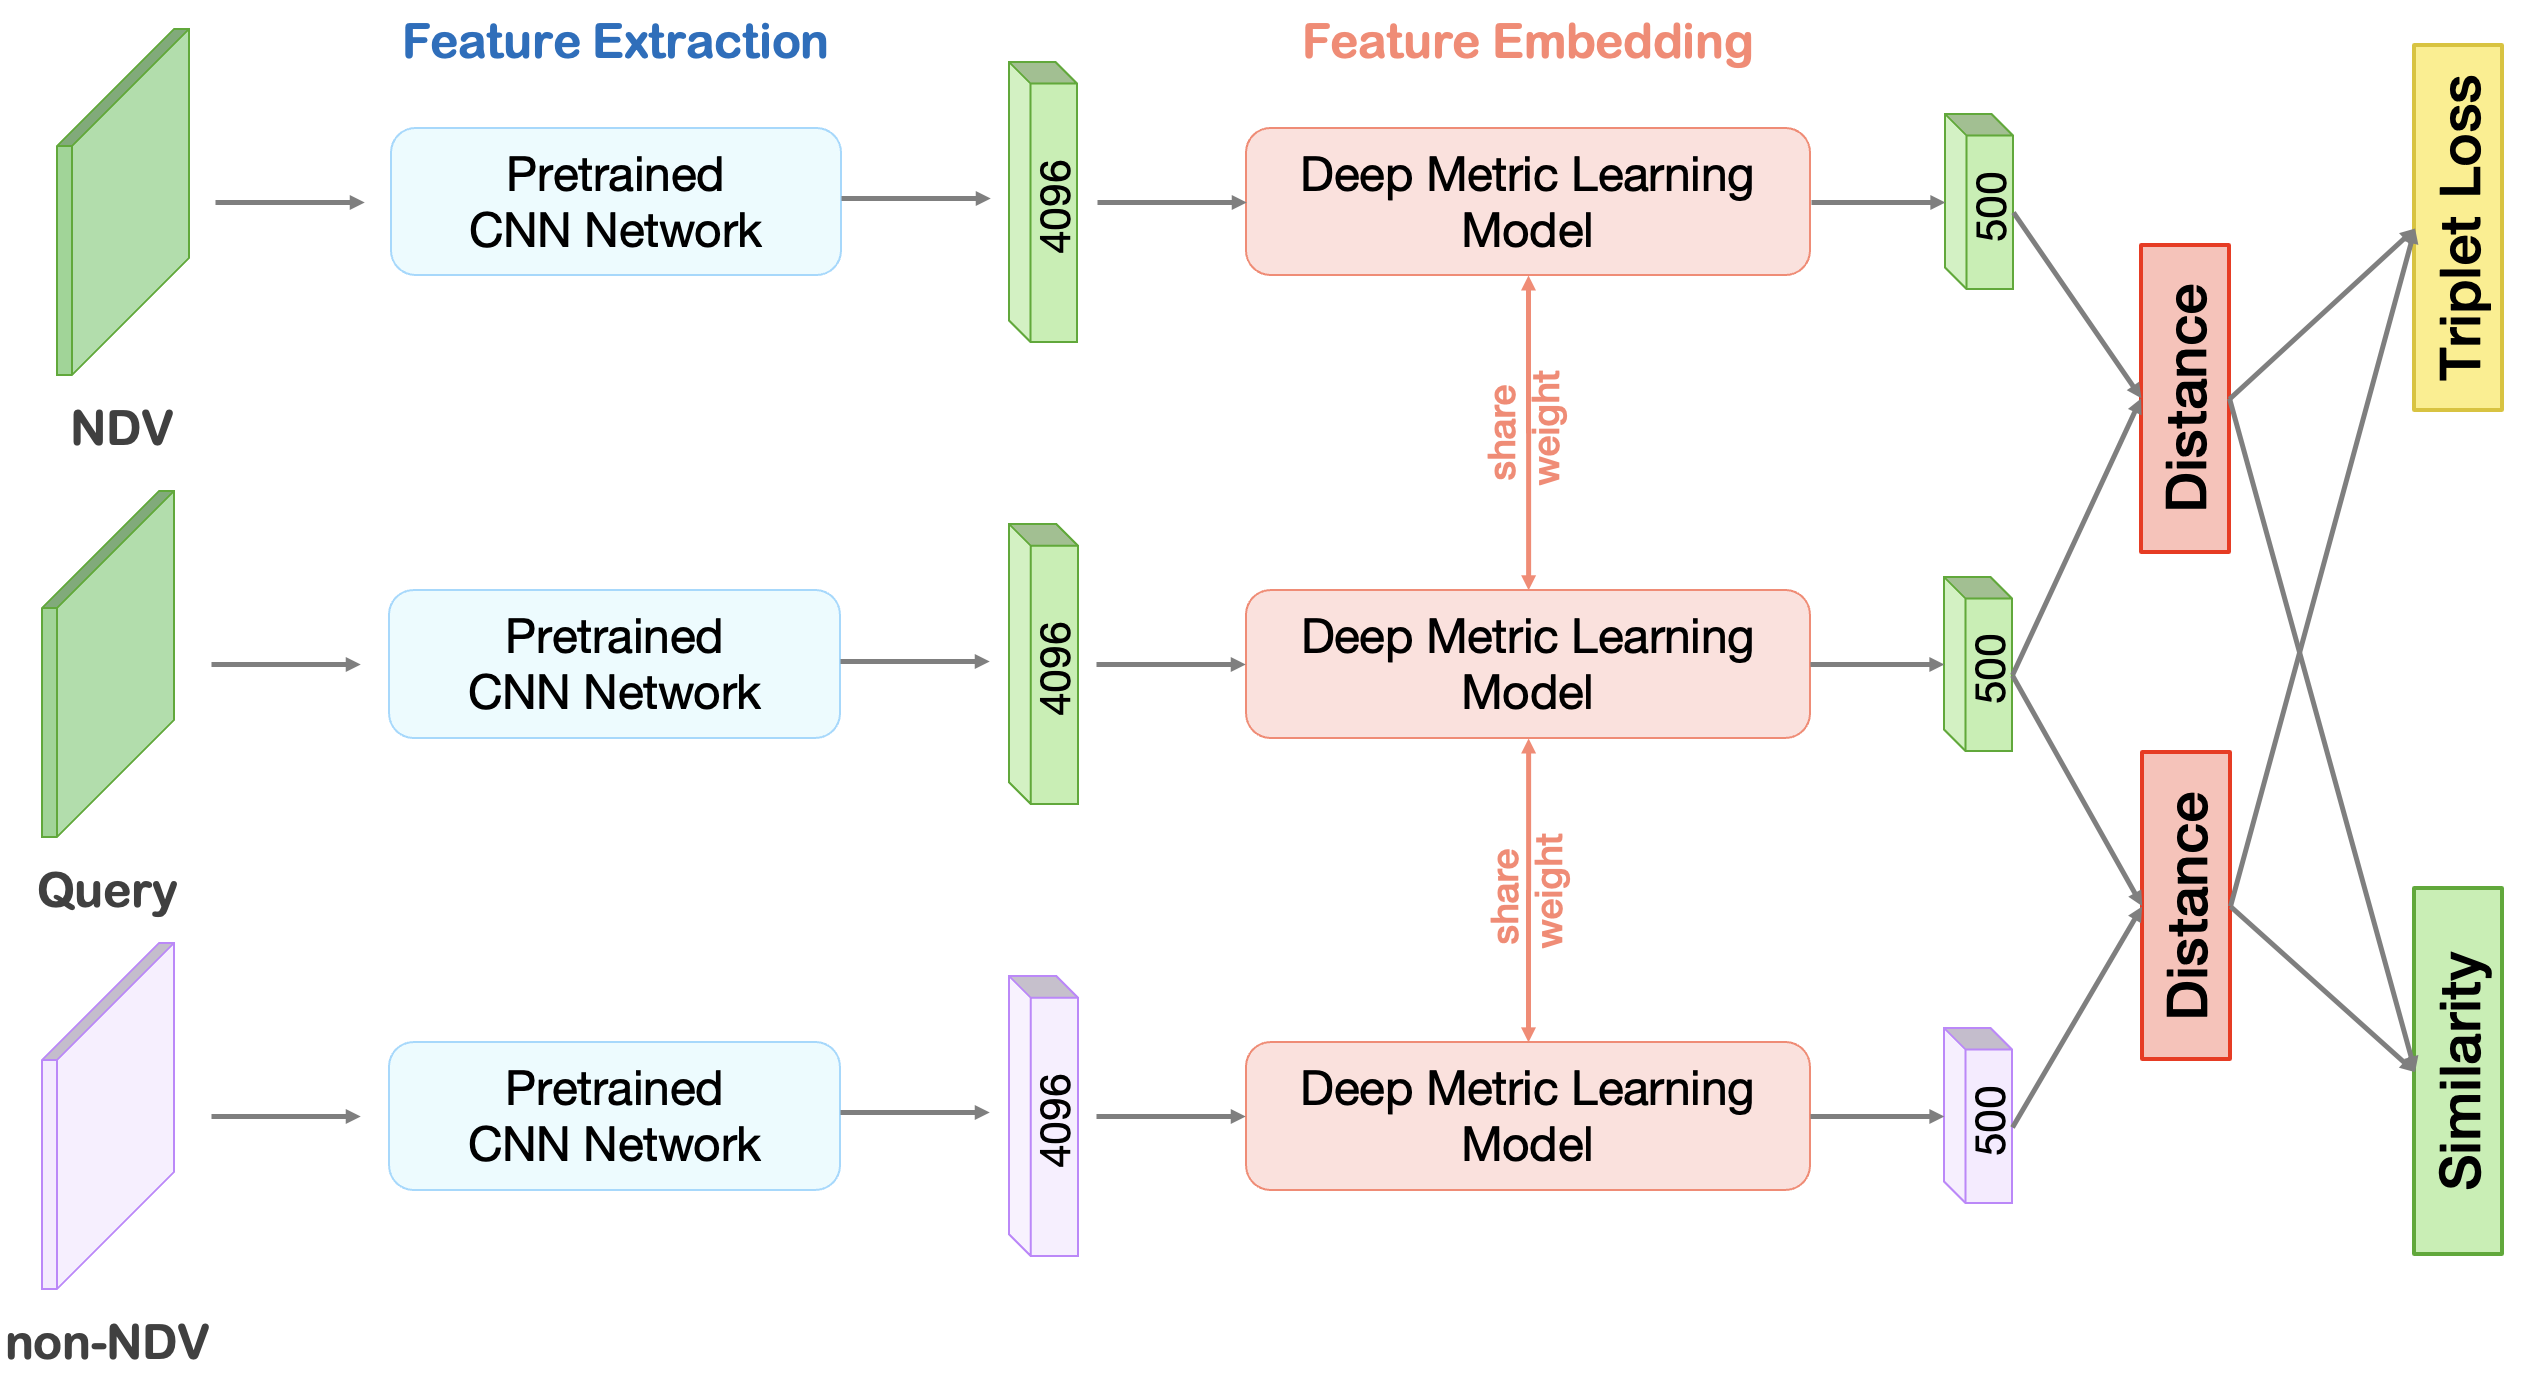 Feature Extraction
Feature Embedding
NDV
Pretrained
CNN Network
4096
Deep Metric Learning
Model
500
share
weight
Query
Pretrained
CNN Network
4096
Deep Metric Learning
Model
500
share
weight
non-NDV
Pretrained
CNN Network
4096
Deep Metric Learning
Model
500
Distance
Distance
Triplet Loss
Similarity